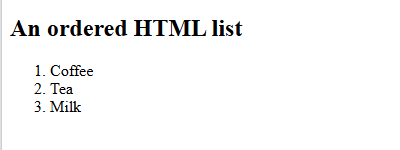 An ordered HTML list
1. Coffee
2. Tea
3. Milk